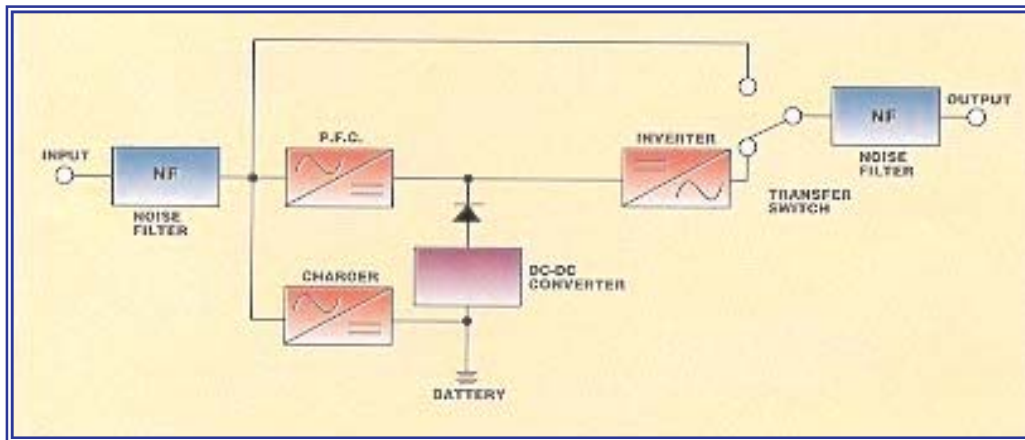 INPUT
NF
NOISE
FILTER
P.F.C.
CHARGER
DC-DC
CONVERTER
BATTERY
INVERTER
TRANSFER
SWITCH
NF
NOISE
FILTER
OUTPUT